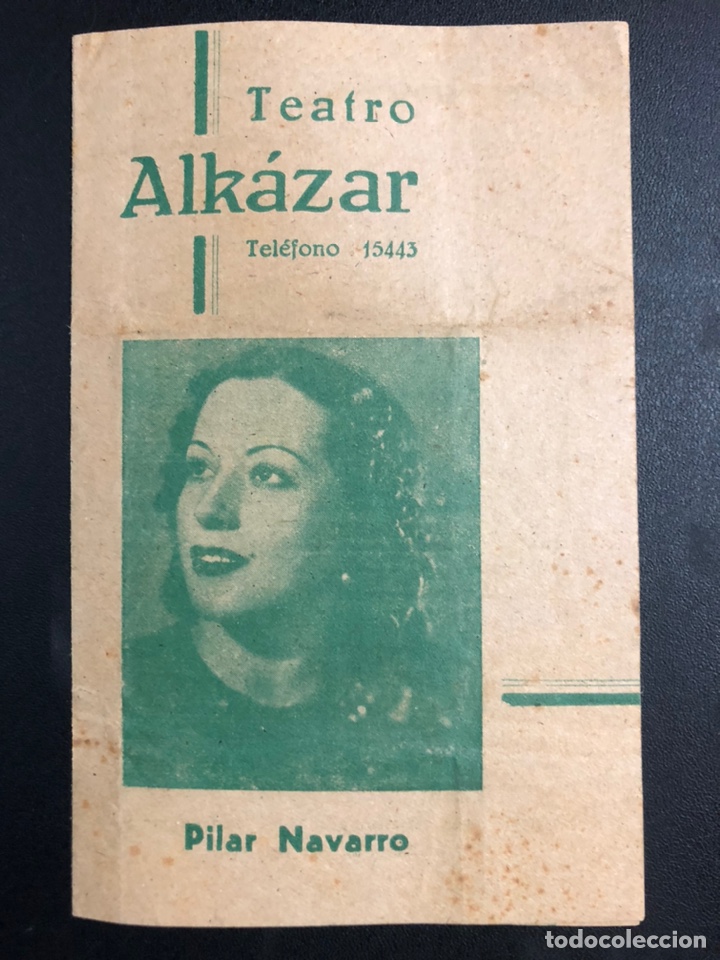 Teatro
Alkázar
Teléfono 15443
Pilar Navarro
todocoleccion